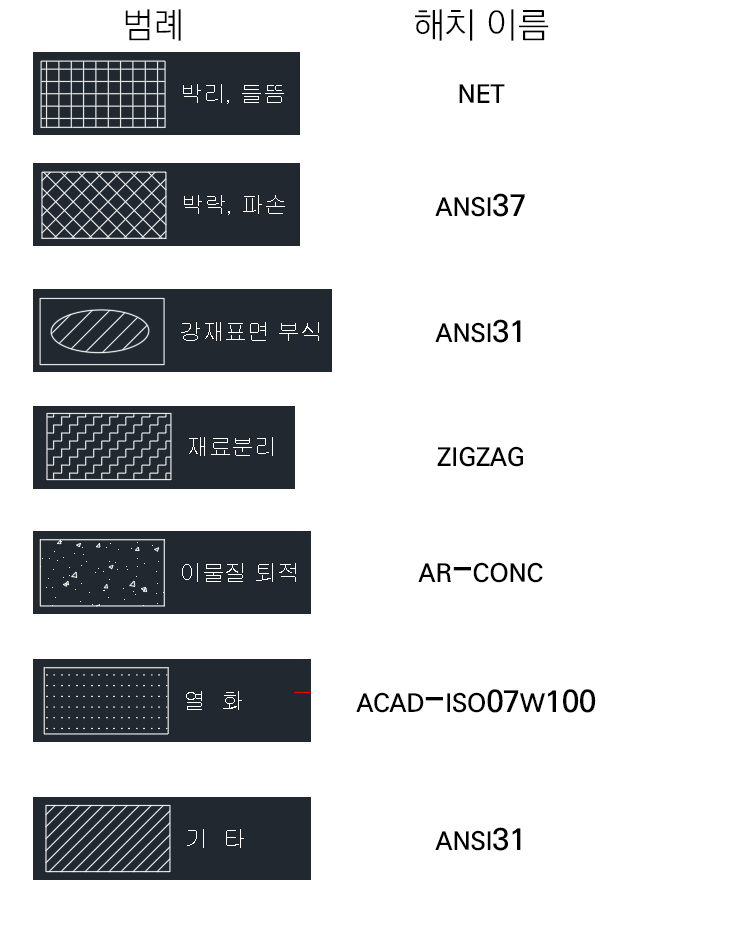 범례 해치 이름
박리, 들뜸 NET
박락, 파손 ANSI37
강재표면 부식 ANSI31
재료분리 ZIGZAG
이물질 퇴적 AR-CONC
열 화 ACAD-ISO07W100
기 타 ANSI31